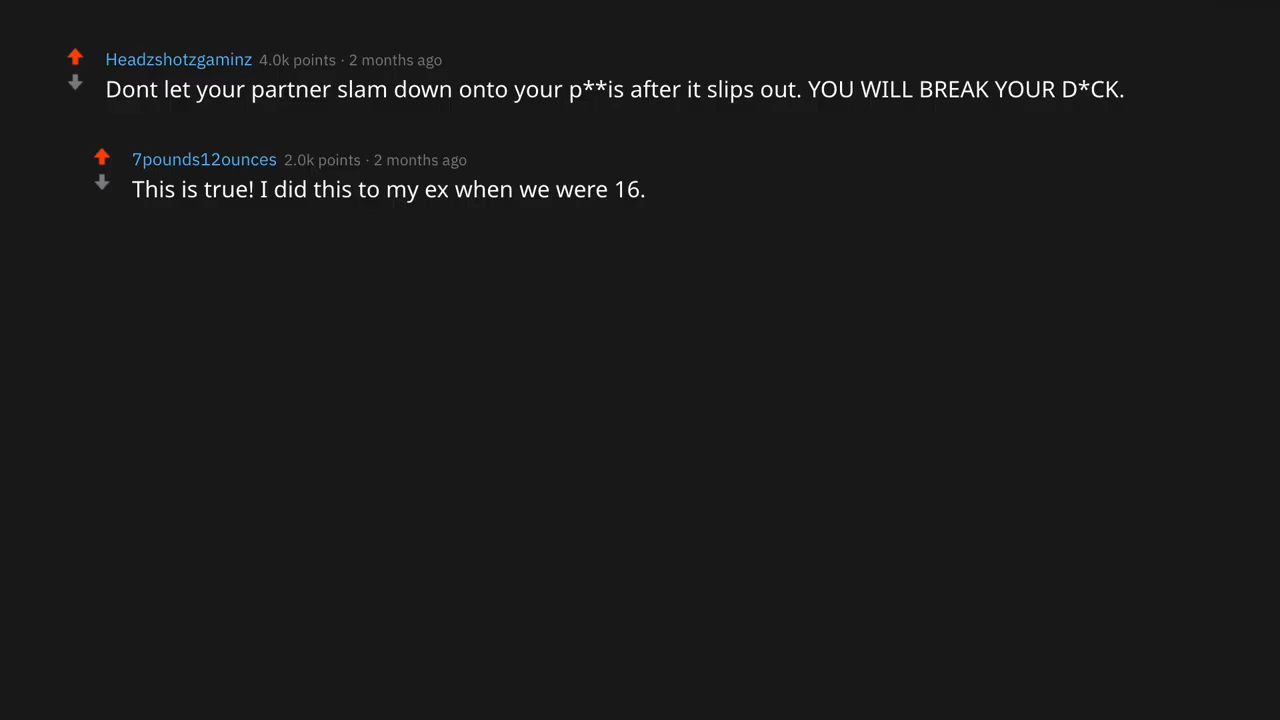 Headzshotzgaminz 4.0k points · 2 months ago
Dont let your partner slam down onto your p**is after it slips out. YOU WILL BREAK YOUR D*CK.
7pounds12ounces 2.0k points · 2 months ago
This is true! I did this to my ex when we were 16.